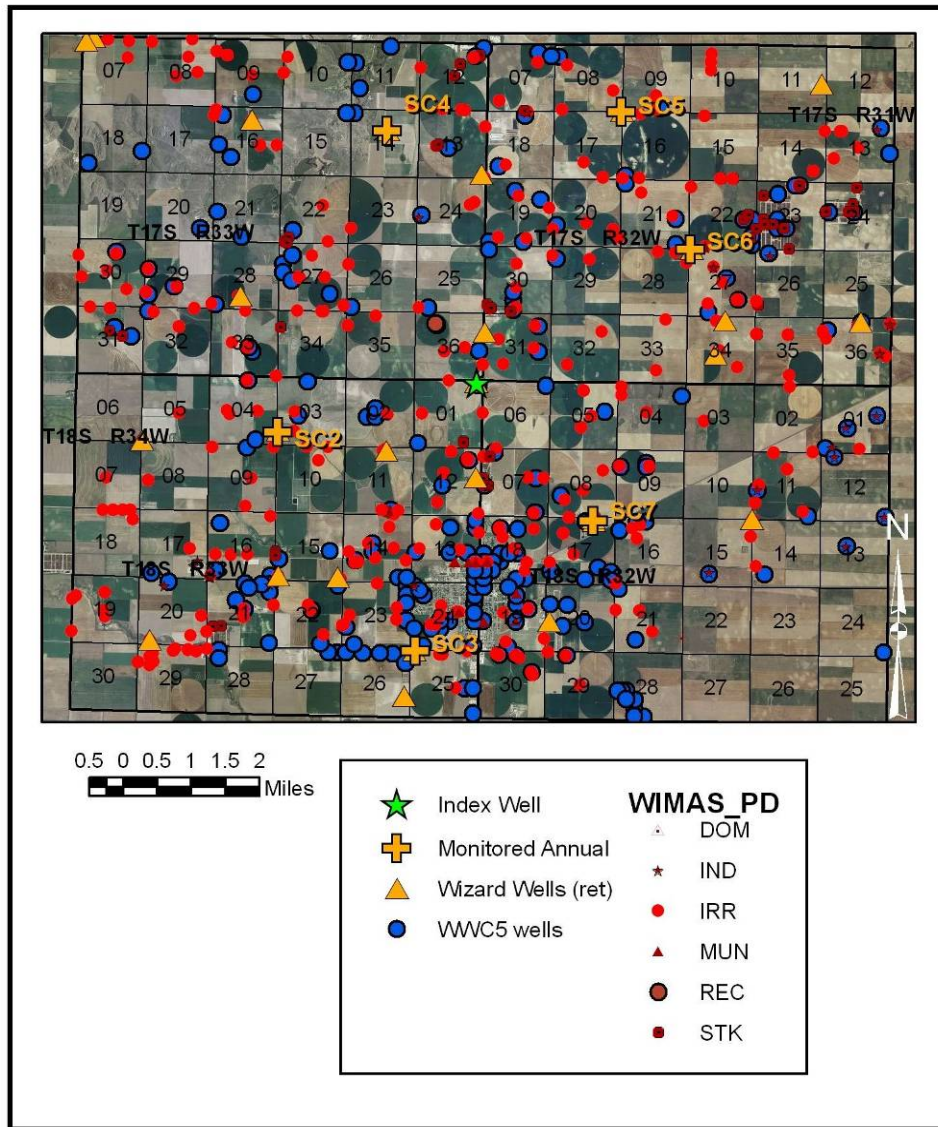 07 08 09 10 11 12 07 08 09 10 11 12
SC4 SC5 T17S R31W
18 17 16 15 14 13 18 17 16 15 14 13
19 20 21 22 23 24 19 20 21 22 23 24
T17S R33W T17S R32W SC6
30 29 28 27 26 25 30 27 26 25
31 32 33 34 35 36 31 32 33 34 35 36
06 05 04 03 02 01 06 05 04 03 02 01
T18S R34W SC2
07 08 10 11 12 07 08 09 10 11 12
SC7
N
18 17 16 15 14 13 18 17 16 15 14 13
T18S R33W T18S R32W
19 20 21 22 23 24 21 22 23 24
SC3
30 29 28 27 26 25 30 29 28 27 26 25
0.5 0 0.5 1 1.5 2
Miles
Index Well
Monitored Annual
Wizard Wells (ret)
WWC5 wells
WIMAS_PD
DOM
IND
IRR
MUN
REC
STK